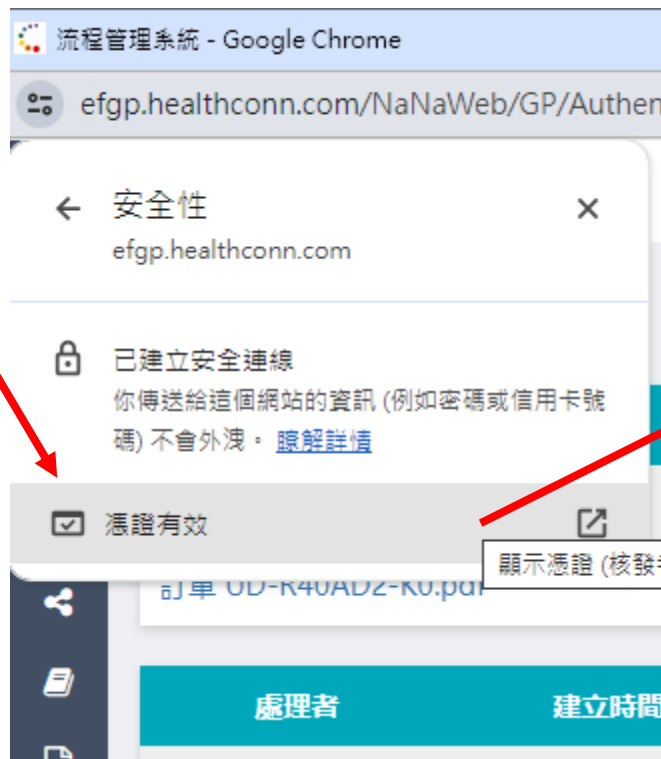 流程管理系統 - Google Chrome
efgp.healthconn.com/NaNaWeb/GP/Authen
安全性
efgp.healthconn.com
已建立安全連線
你傳送給這個網站的資訊 (例如密碼或信用卡號
碼) 不會外洩。 瞭解詳情
憑證有效
顯示憑證 (核發
訂單 UD-R40AD2-K0.pdf
處理者 建立時間